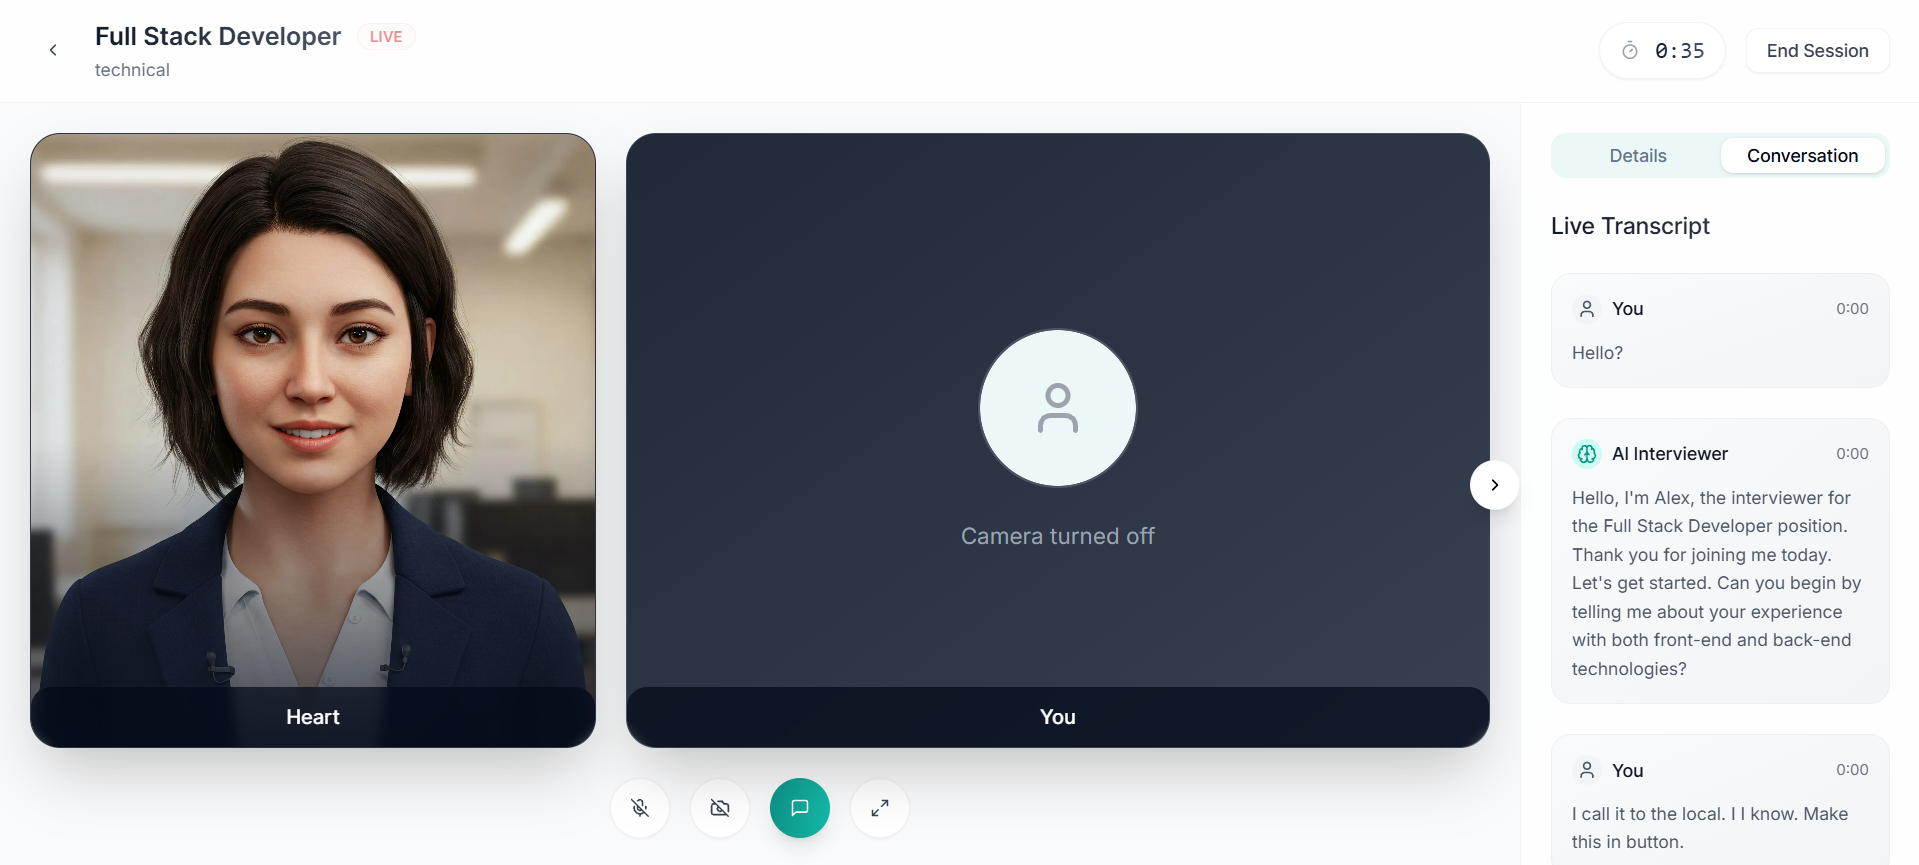 Full Stack Developer
LIVE
technical
0:35
End Session
Heart
Camera turned off
You
Details
Conversation
Live Transcript
You
0:00
Hello?
AI Interviewer
0:00
Hello, I'm Alex, the interviewer for
the Full Stack Developer position.
Thank you for joining me today.
Let's get started. Can you begin by
telling me about your experience
with both front-end and back-end
technologies?
You
0:00
I call it to the local. I I know. Make
this in button.